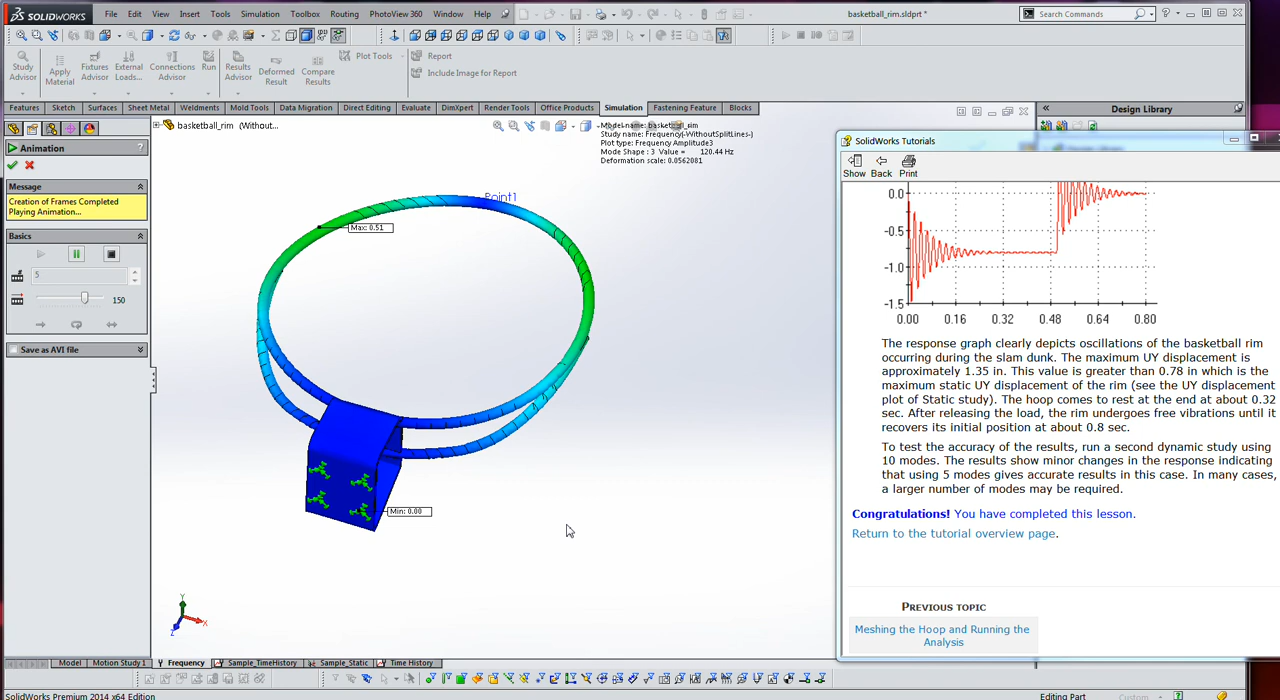 SOLIDWORKS
File Edit View Insert Tools Simulation Toolbox Routing PhotoView 360 Window Help
basketball_rim.sldprt *
Search Commands
Study Advisor
Apply Material
Fixtures Advisor
External Loads...
Connections Advisor
Run
Results Advisor
Deformed Result
Compare Results
Plot Tools
Report
Include Image for Report
Features Sketch Surfaces Sheet Metal Weldments Mold Tools Data Migration Direct Editing Evaluate DimXpert Render Tools Office Products Simulation Fastening Feature Blocks
Design Library
Animation ?
Message
Creation of Frames Completed
Playing Animation...
Basics
5
150
Save as AVI file
basketball_rim (Without...
Model name: basketball_rim
Study name: Frequency(-WithoutSplitLines-)
Plot type: Frequency Amplitude3
Mode Shape : 3 Value = 120.44 Hz
Deformation scale: 0.0562081
Point1
Max: 0.51
Min: 0.00
Y
X
Z
SolidWorks Tutorials
Show Back Print
0.0
-0.5
-1.0
-1.5
0.00 0.16 0.32 0.48 0.64 0.80
The response graph clearly depicts oscillations of the basketball rim
occurring during the slam dunk. The maximum UY displacement is
approximately 1.35 in. This value is greater than 0.78 in which is the
maximum static UY displacement of the rim (see the UY displacement
plot of Static study). The hoop comes to rest at the end at about 0.32
sec. After releasing the load, the rim undergoes free vibrations until it
recovers its initial position at about 0.8 sec.
To test the accuracy of the results, run a second dynamic study using
10 modes. The results show minor changes in the response indicating
that using 5 modes gives accurate results in this case. In many cases,
a larger number of modes may be required.
Congratulations! You have completed this lesson.
Return to the tutorial overview page.
PREVIOUS TOPIC
Meshing the Hoop and Running the
Analysis
Model Motion Study 1 Frequency Sample_TimeHistory Sample_Static Time History
SolidWorks Premium 2014 x64 Edition
Editing Part
Custom